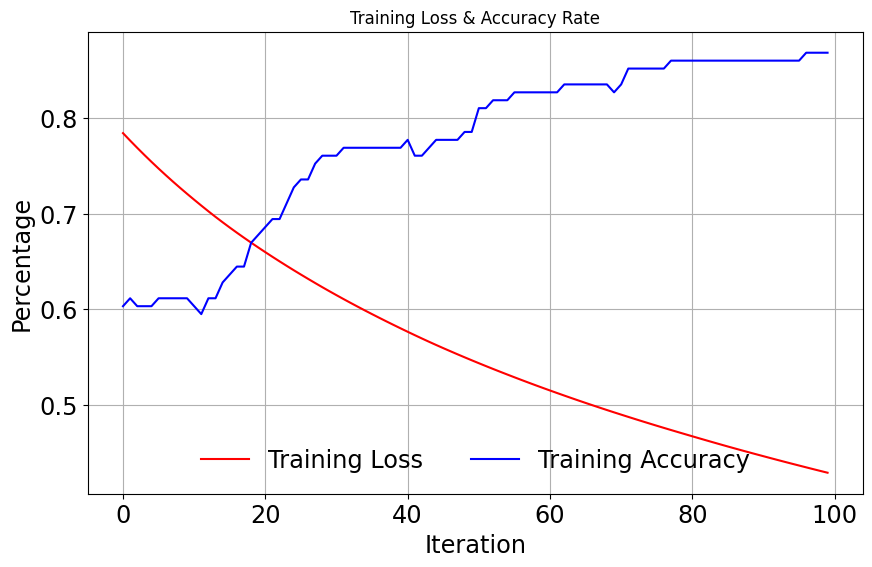 Training Loss & Accuracy Rate
Percentage
0.8
0.7
0.6
0.5
Training Loss
Training Accuracy
0
20
40
60
80
100
Iteration